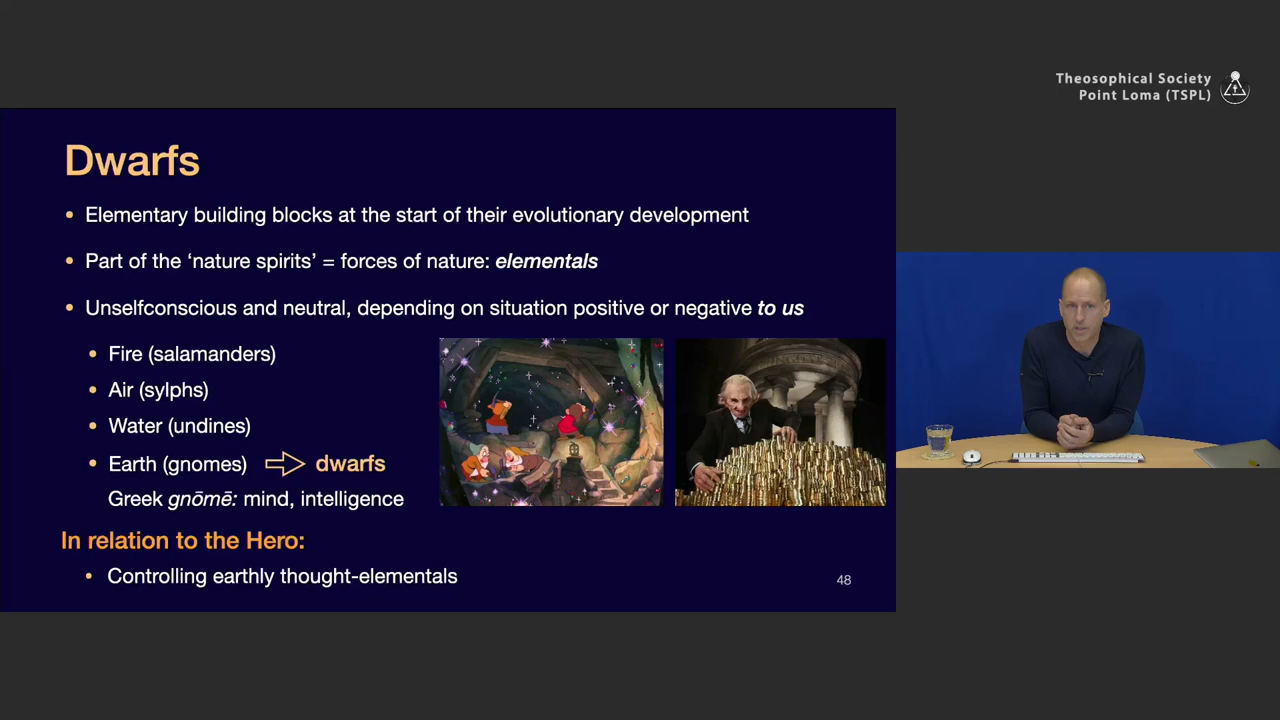 Theosophical Society
Point Loma (TSPL)
Dwarfs
• Elementary building blocks at the start of their evolutionary development
• Part of the ‘nature spirits’ = forces of nature: elementals
• Unselfconscious and neutral, depending on situation positive or negative to us
• Fire (salamanders)
• Air (sylphs)
• Water (undines)
• Earth (gnomes) ⇒ dwarfs
Greek gnōmē: mind, intelligence
In relation to the Hero:
• Controlling earthly thought-elementals
48